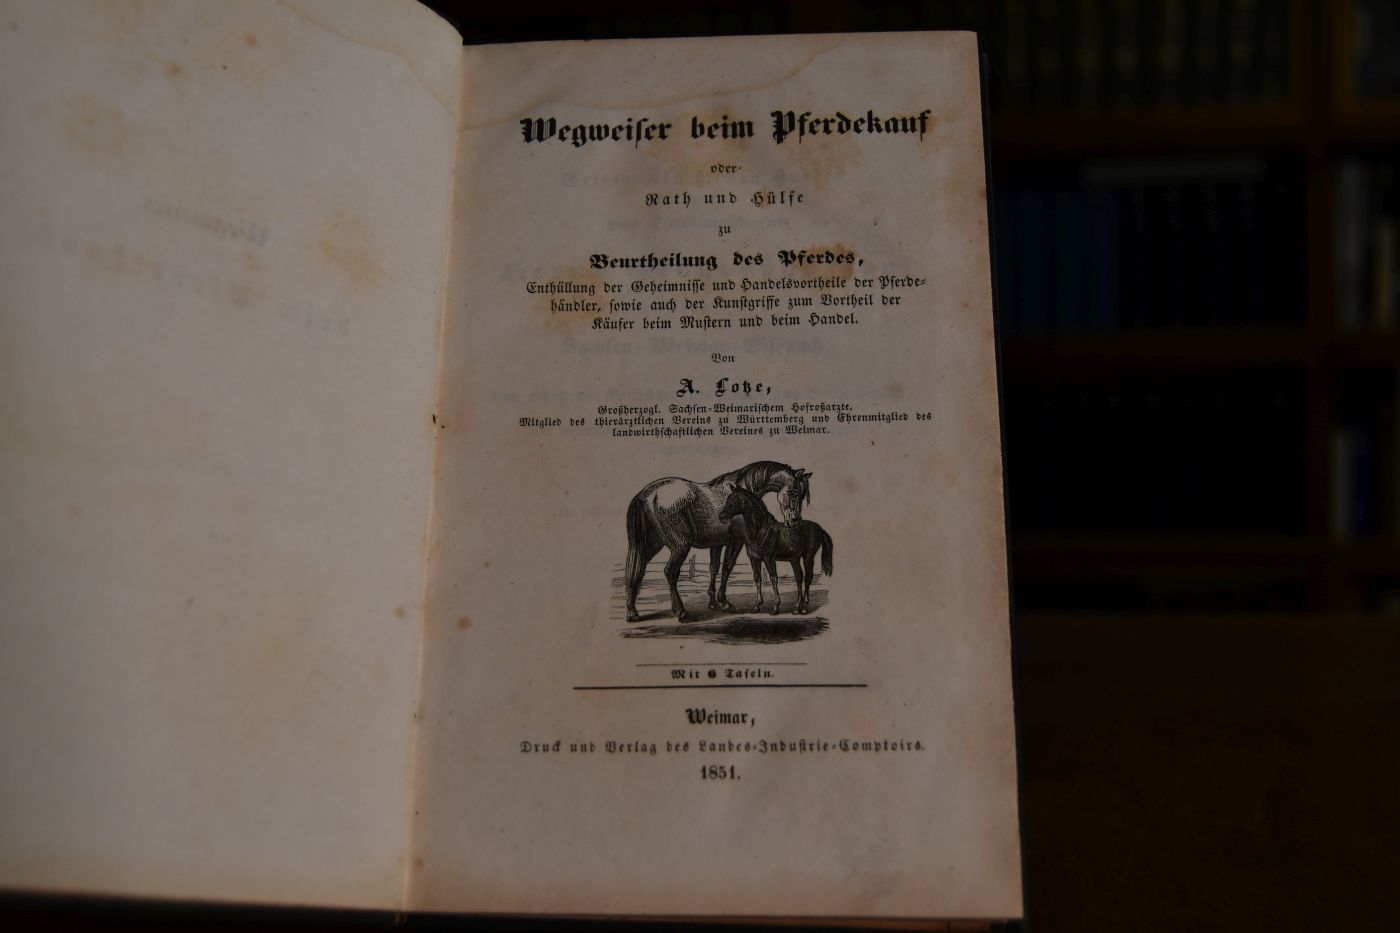 Wegweiſer beim Pferdekauf
oder
Rath und Hülfe
zu
Beurtheilung des Pferdes,
Enthüllung der Geheimniſſe und Handelsvortheile der Pferde-
händler, ſowie auch der Kunſtgriffe zum Vortheil der
Käufer beim Muſtern und beim Handel.
Von
A. Lotze,
Großherzogl. Sachſen-Weimariſchem Hofroßarzte,
Mitglied des thierärztlichen Vereins zu Württemberg und Ehrenmitglied des
landwirthſchaftlichen Vereines zu Weimar.
Mit 6 Tafeln.
Weimar,
Druck und Verlag des Landes-Induſtrie-Comptoirs.
1851.